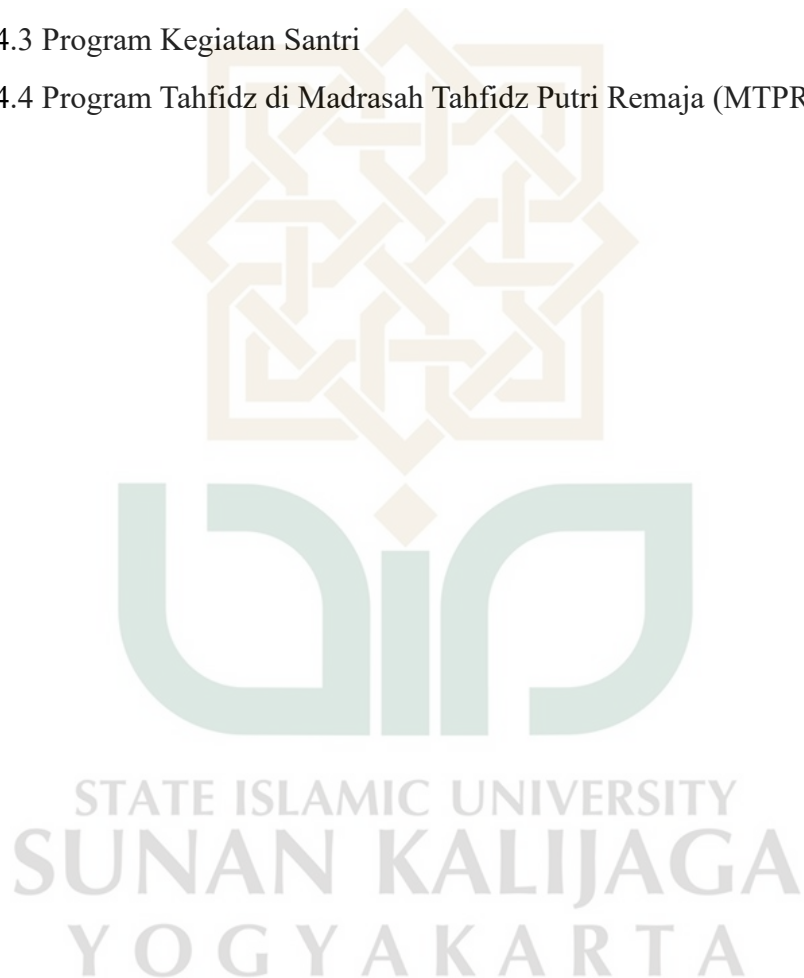 4.3 Program Kegiatan Santri
4.4 Program Tahfidz di Madrasah Tahfidz Putri Remaja (MTPR
STATE ISLAMIC UNIVERSITY
SUNAN KALIJAGA
YOGYAKARTA